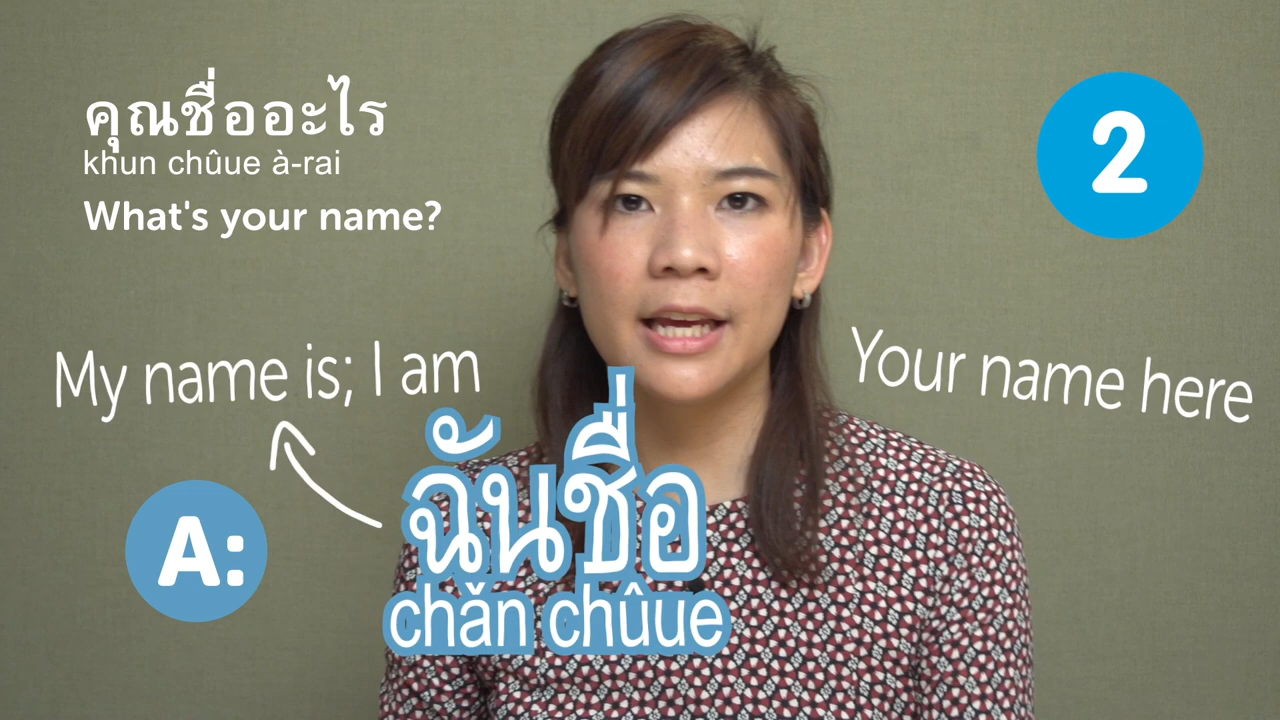 คุณชื่ออะไร
khun chûue à-rai
What's your name?
2
My name is; I am
Your name here
A:
ฉันชื่อ
chǎn chûue